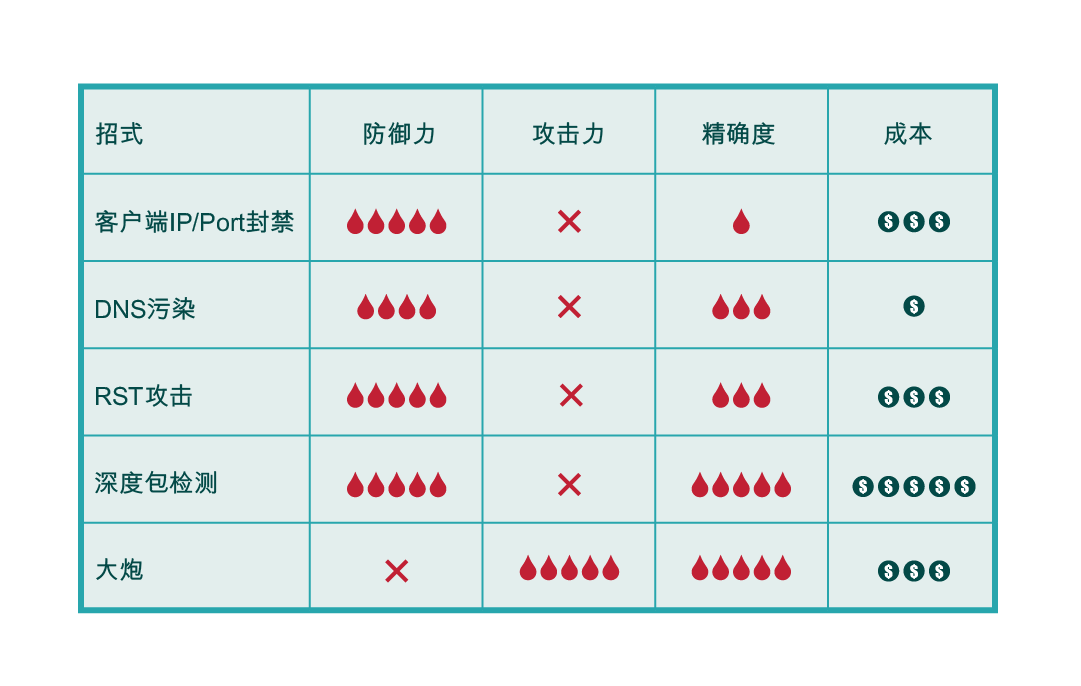 招式 防御力 攻击力 精确度 成本
客户端IP/Port封禁 $ $ $
DNS污染 $
RST攻击 $ $ $
深度包检测 $ $ $ $ $
大炮 $ $ $